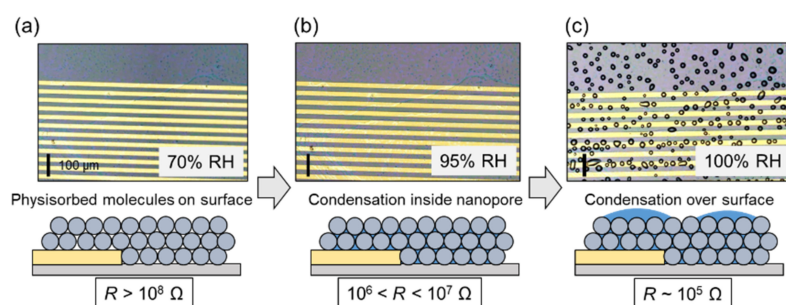 (a)
(b)
(c)
70% RH
100 μm
95% RH
100% RH
Physisorbed molecules on surface
Condensation inside nanopore
Condensation over surface
R > 10⁸ Ω
10⁶ < R < 10⁷ Ω
R ~ 10⁵ Ω